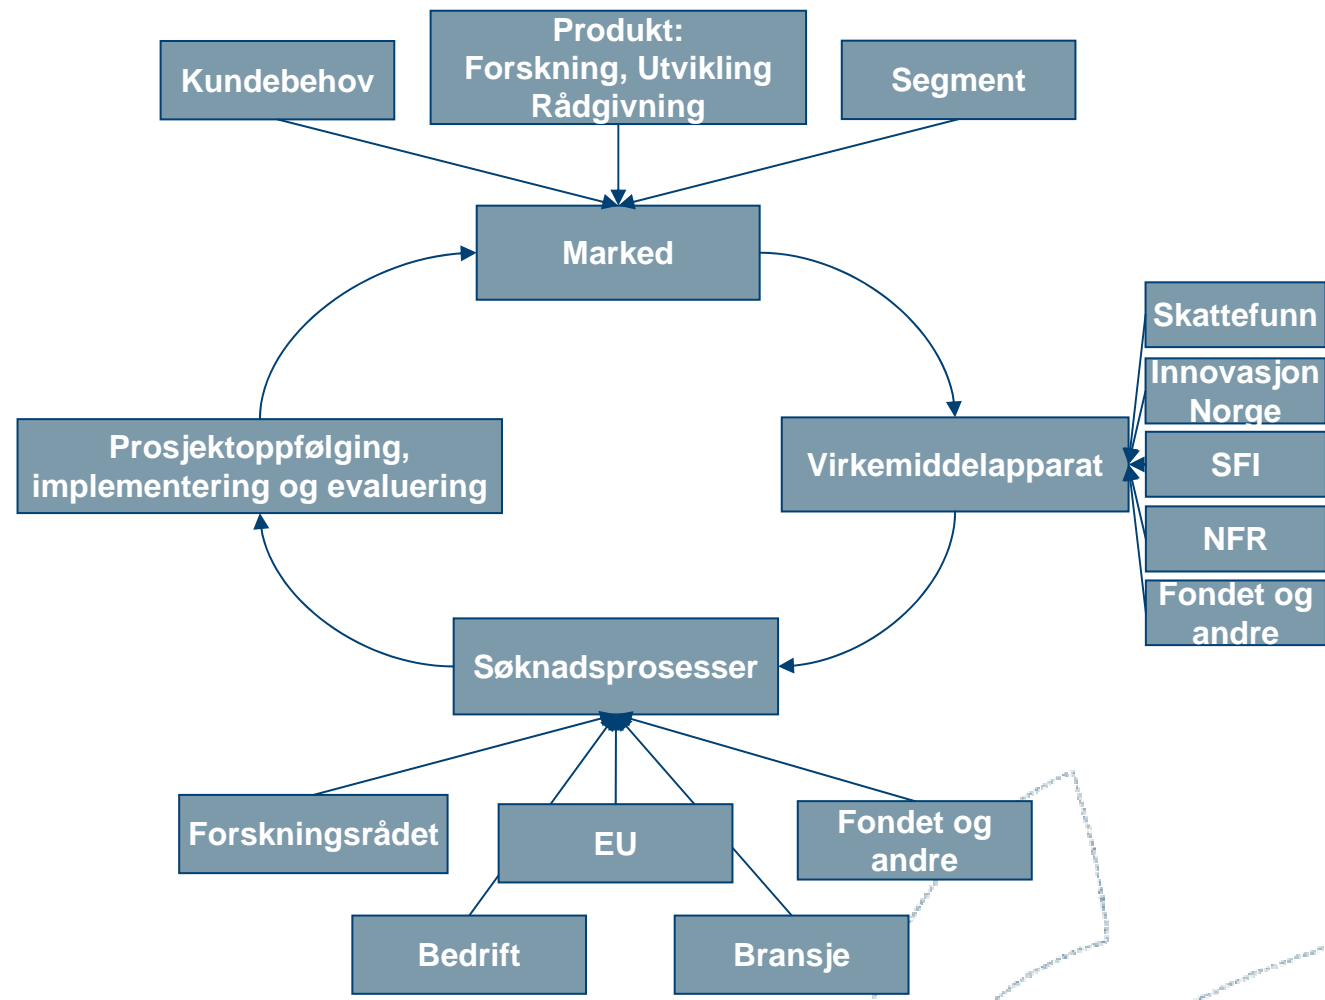 Kundebehov
Produkt:
Forskning, Utvikling
Rådgivning
Segment
Marked
Skattefunn
Innovasjon
Norge
SFI
NFR
Fondet og
andre
Virkemiddelapparat
Prosjektoppfølging,
implementering og evaluering
Søknadsprosesser
Forskningsrådet
EU
Fondet og
andre
Bedrift
Bransje